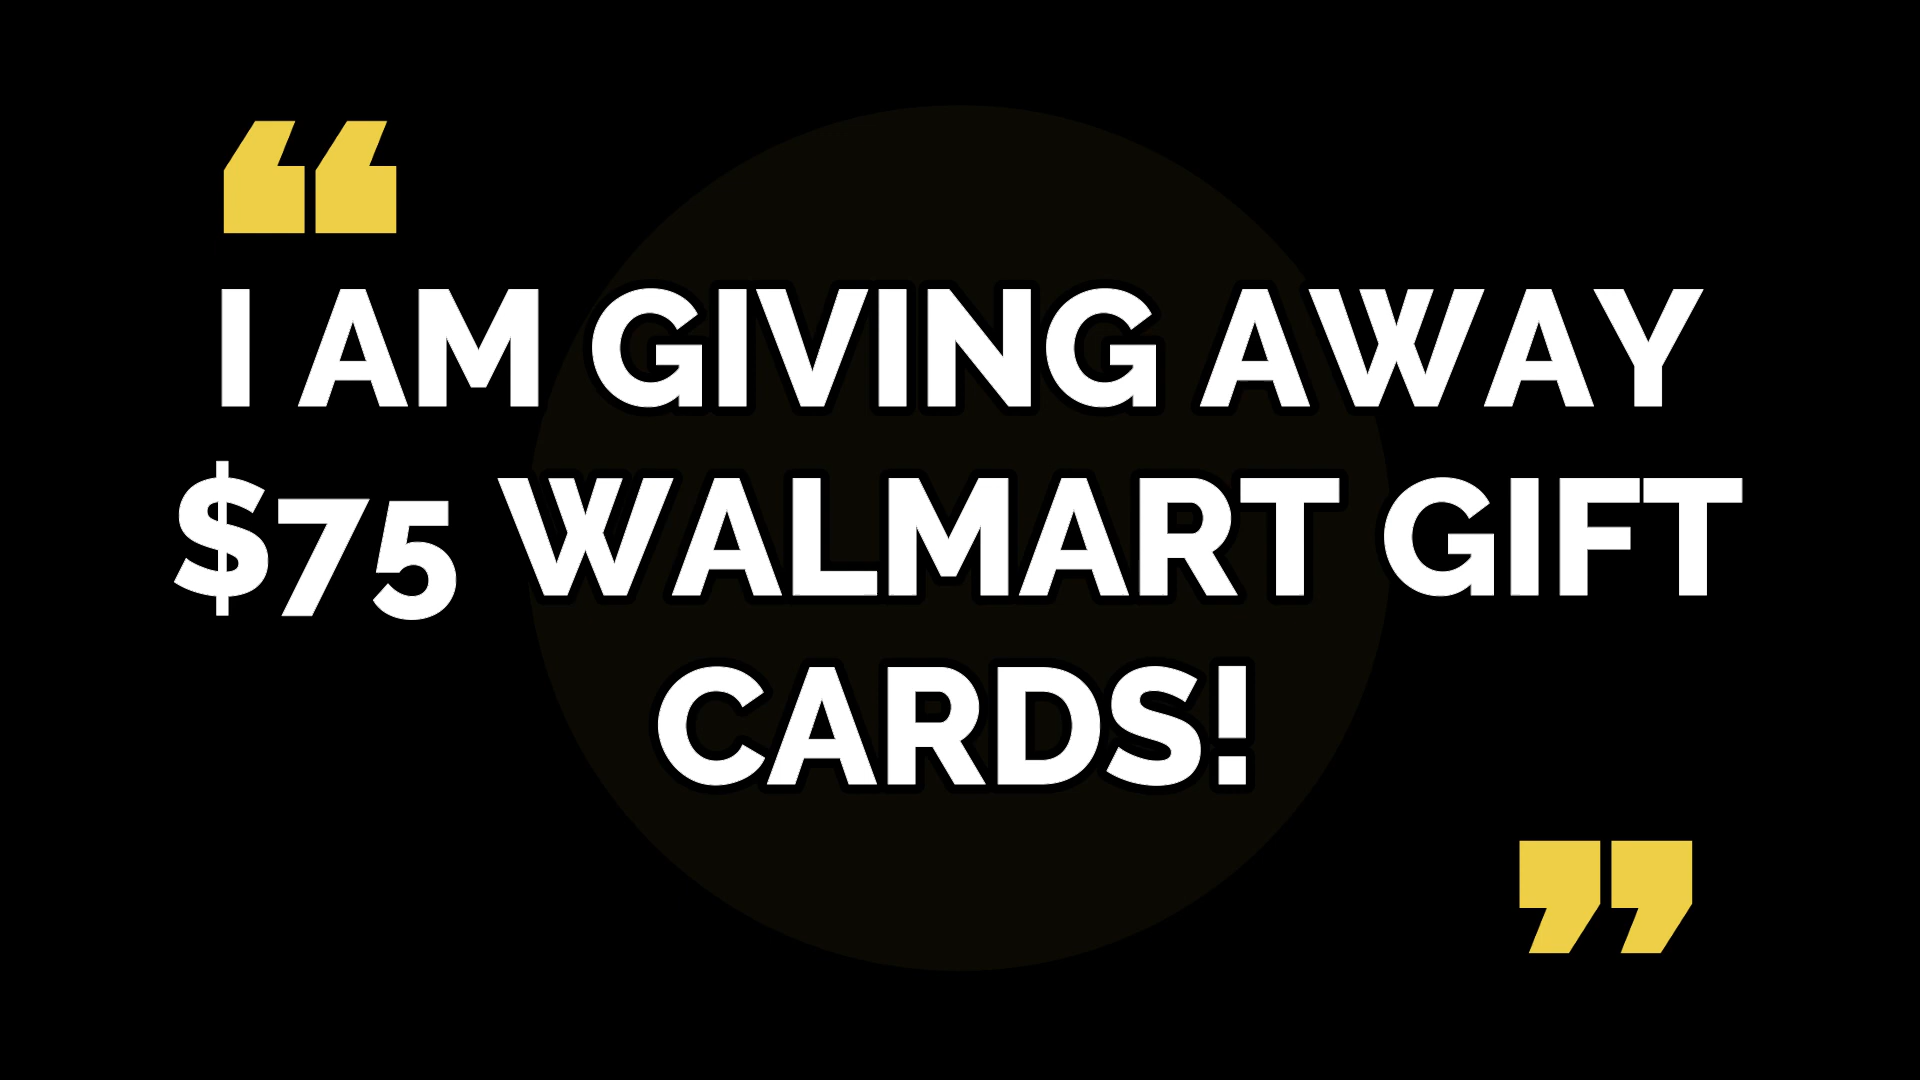 “
I AM GIVING AWAY
$75 WALMART GIFT
CARDS!
”